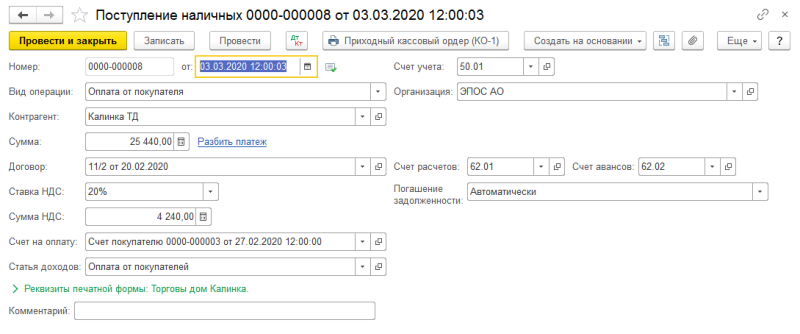 Поступление наличных 0000-000008 от 03.03.2020 12:00:03
Провести и закрыть Записать Провести Дт Кт Приходный кассовый ордер (КО-1) Создать на основании Еще ?
Номер: 0000-000008 от: 03.03.2020 12:00:03 Счет учета: 50.01
Вид операции: Оплата от покупателя Организация: ЭПОС АО
Контрагент: Калинка ТД
Сумма: 25 440,00 Разбить платеж
Договор: 11/2 от 20.02.2020 Счет расчетов: 62.01 Счет авансов: 62.02
Ставка НДС: 20% Погашение задолженности: Автоматически
Сумма НДС: 4 240,00
Счет на оплату: Счет покупателю 0000-000003 от 27.02.2020 12:00:00
Статья доходов: Оплата от покупателей
Реквизиты печатной формы: Торговы дом Калинка.
Комментарий: